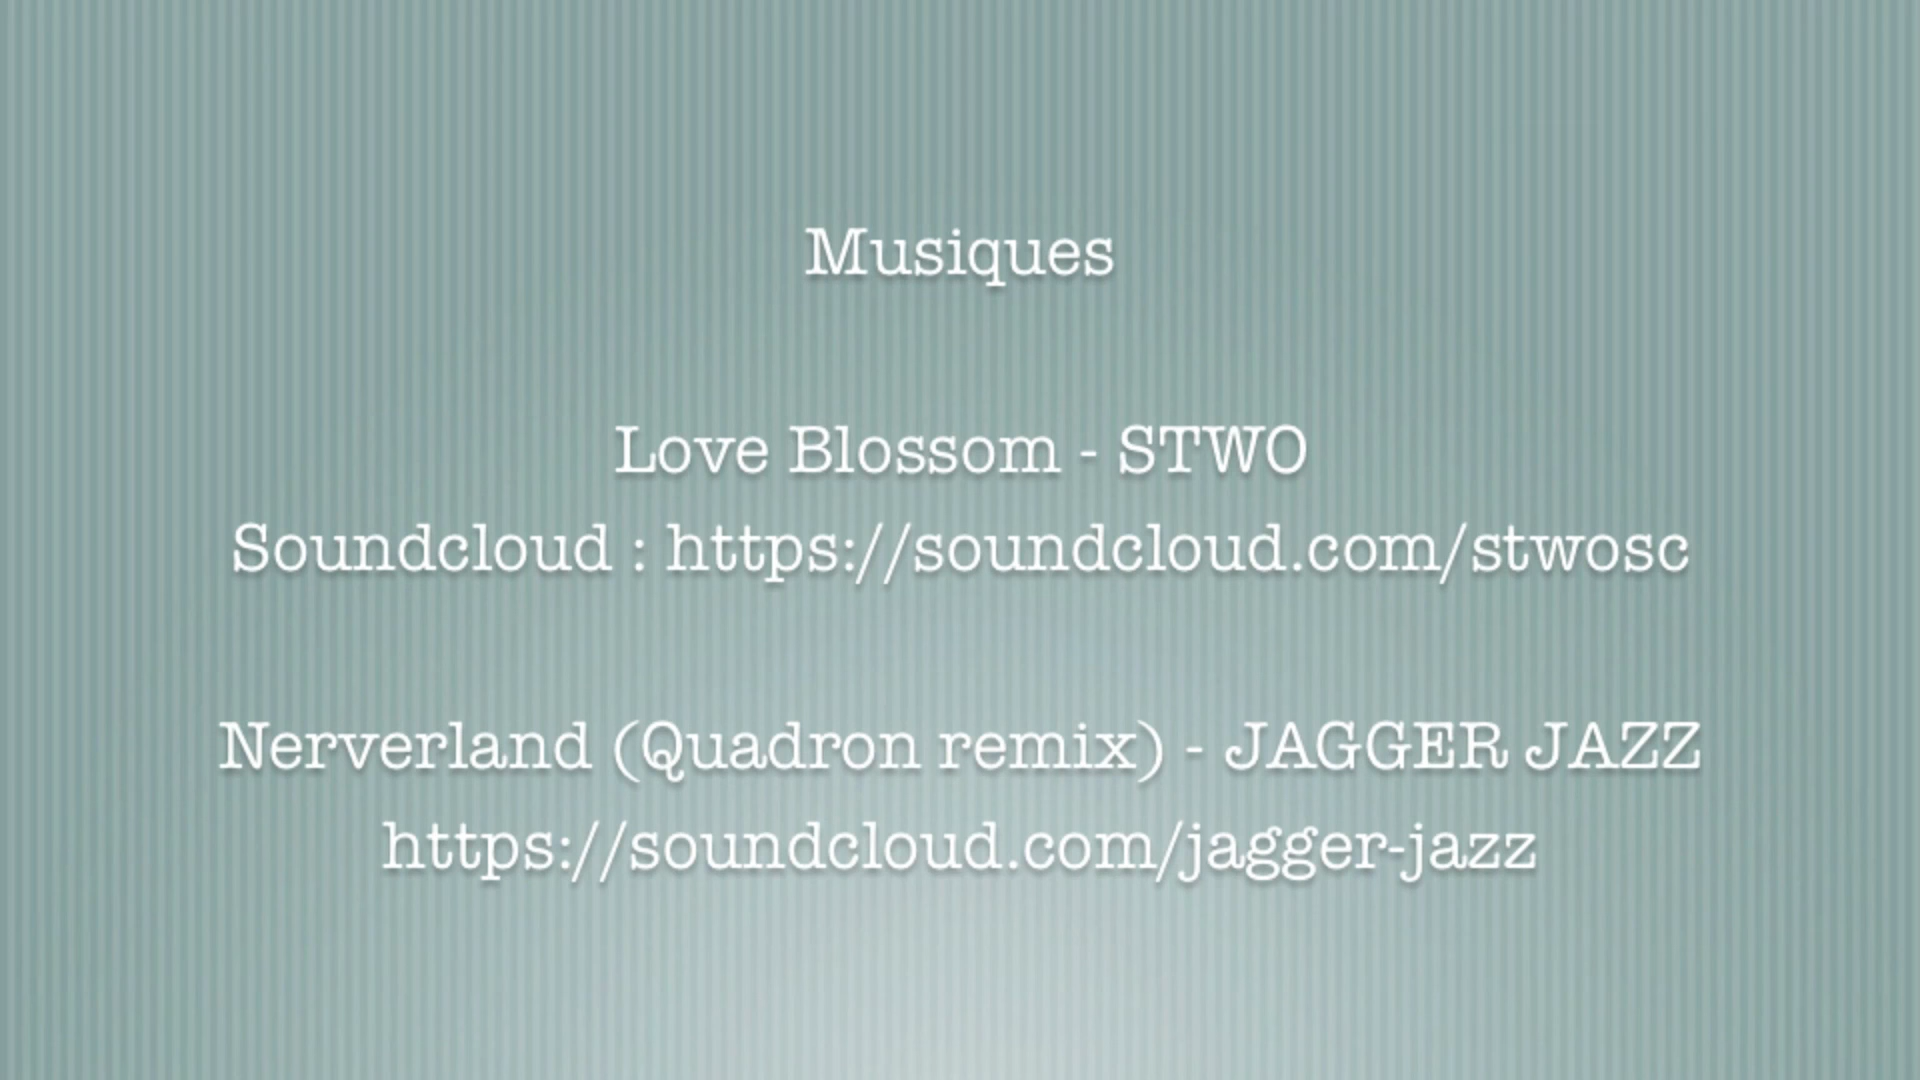 Musiques
Love Blossom - STWO
Soundcloud : https://soundcloud.com/stwosc
Nerverland (Quadron remix) - JAGGER JAZZ
https://soundcloud.com/jagger-jazz